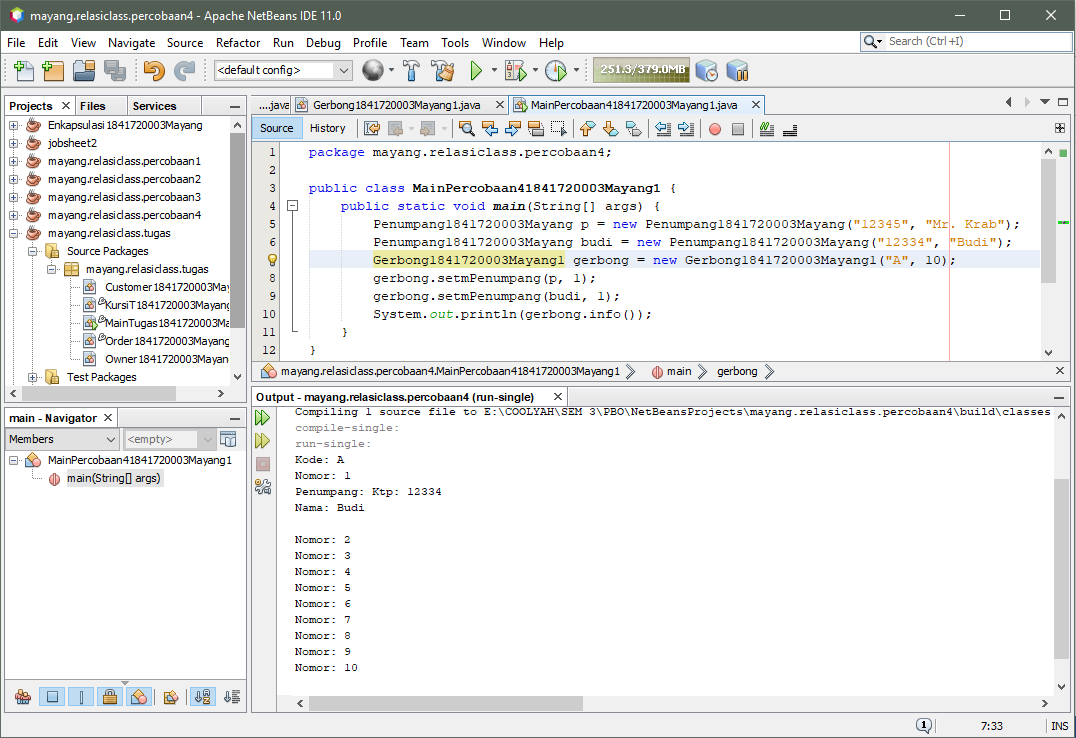 mayang.relasiclass.percobaan4 - Apache NetBeans IDE 11.0
File Edit View Navigate Source Refactor Run Debug Profile Team Tools Window Help
Search (Ctrl+I)
<default config>
251.3/379.0MB
Projects Files Services
Enkapsulasi1841720003Mayang
jobsheet2
mayang.relasiclass.percobaan1
mayang.relasiclass.percobaan2
mayang.relasiclass.percobaan3
mayang.relasiclass.percobaan4
mayang.relasiclass.tugas
Source Packages
mayang.relasiclass.tugas
Customer1841720003May
KursiT1841720003Mayang
MainTugas1841720003Ma
Order1841720003Mayang
Owner1841720003Mayan
Test Packages
main - Navigator
Members <empty>
MainPercobaan41841720003Mayang1
main(String[] args)
....java Gerbong1841720003Mayang1.java MainPercobaan41841720003Mayang1.java
Source History
1 package mayang.relasiclass.percobaan4;
2
3 public class MainPercobaan41841720003Mayang1 {
4 public static void main(String[] args) {
5 Penumpang1841720003Mayang p = new Penumpang1841720003Mayang("12345", "Mr. Krab");
6 Penumpang1841720003Mayang budi = new Penumpang1841720003Mayang("12334", "Budi");
Gerbong1841720003Mayang1 gerbong = new Gerbong1841720003Mayang1("A", 10);
8 gerbong.setmPenumpang(p, 1);
9 gerbong.setmPenumpang(budi, 1);
10 System.out.println(gerbong.info());
11 }
12 }
mayang.relasiclass.percobaan4.MainPercobaan41841720003Mayang1 main gerbong
Output - mayang.relasiclass.percobaan4 (run-single)
Compiling 1 source file to E:\COOLYAH\SEM 3\PBO\NetBeansProjects\mayang.relasiclass.percobaan4\build\classes
compile-single:
run-single:
Kode: A
Nomor: 1
Penumpang: Ktp: 12334
Nama: Budi
Nomor: 2
Nomor: 3
Nomor: 4
Nomor: 5
Nomor: 6
Nomor: 7
Nomor: 8
Nomor: 9
Nomor: 10
1 7:33 INS